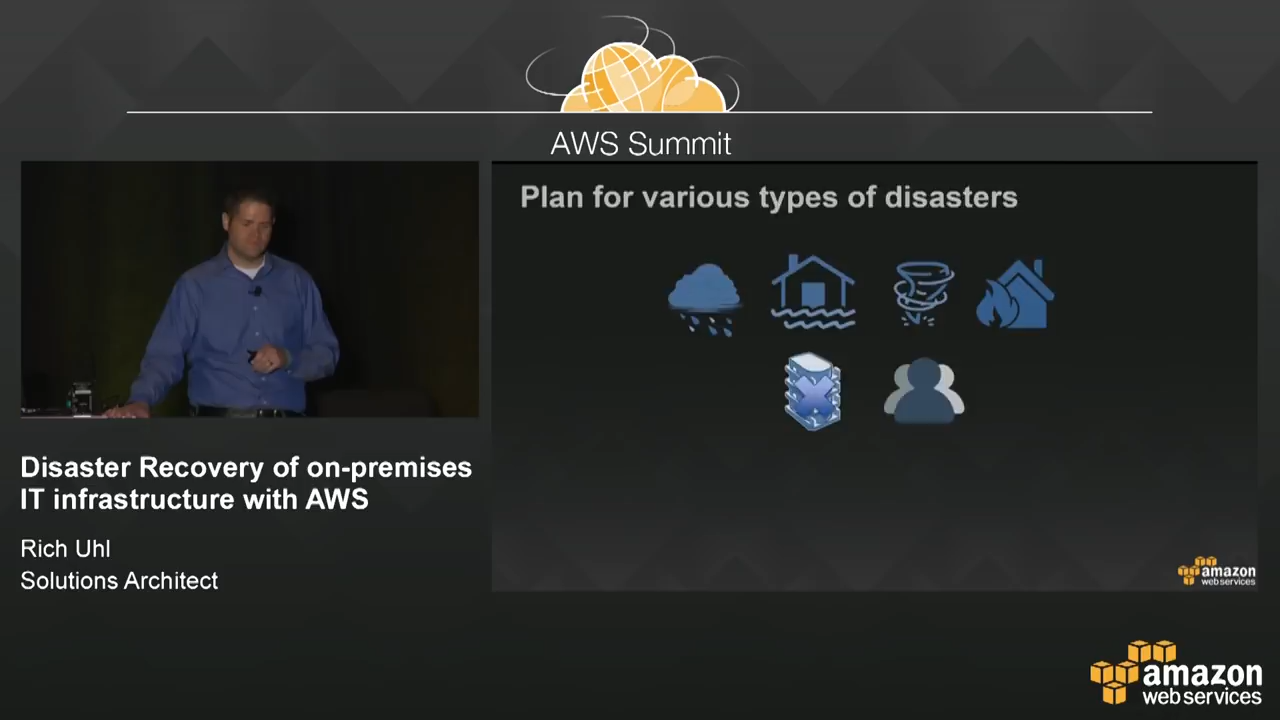 AWS Summit
Plan for various types of disasters
Disaster Recovery of on-premises
IT infrastructure with AWS
Rich Uhl
Solutions Architect
amazon
web services
amazon
web services